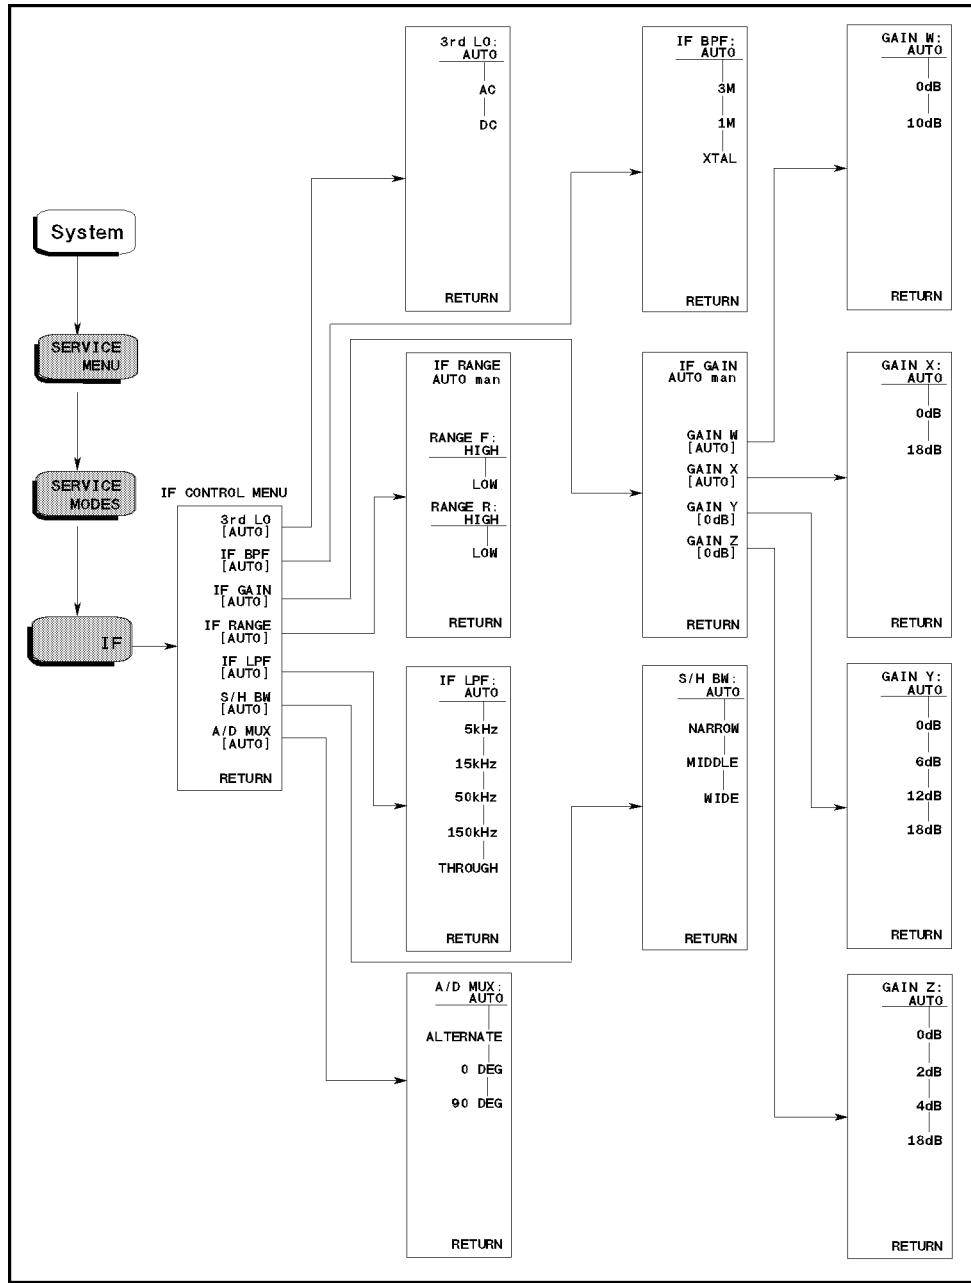 System
SERVICE
MENU
SERVICE
MODES
IF
IF CONTROL MENU
3rd LO
[AUTO]
IF BPF
[AUTO]
IF GAIN
[AUTO]
IF RANGE
[AUTO]
IF LPF
[AUTO]
S/H BW
[AUTO]
A/D MUX
[AUTO]
RETURN
3rd LO:
AUTO
AC
DC
RETURN
IF BPF:
AUTO
3M
1M
XTAL
RETURN
GAIN W:
AUTO
0dB
10dB
RETURN
IF RANGE
AUTO man
RANGE F:
HIGH
LOW
RANGE R:
HIGH
LOW
RETURN
IF GAIN
AUTO man
GAIN W
[AUTO]
GAIN X
[AUTO]
GAIN Y
[0dB]
GAIN Z
[0dB]
RETURN
GAIN X:
AUTO
0dB
18dB
RETURN
IF LPF:
AUTO
5kHz
15kHz
50kHz
150kHz
THROUGH
RETURN
S/H BW:
AUTO
NARROW
MIDDLE
WIDE
RETURN
GAIN Y:
AUTO
0dB
6dB
12dB
18dB
RETURN
A/D MUX:
AUTO
ALTERNATE
0 DEG
90 DEG
RETURN
GAIN Z:
AUTO
0dB
2dB
4dB
18dB
RETURN